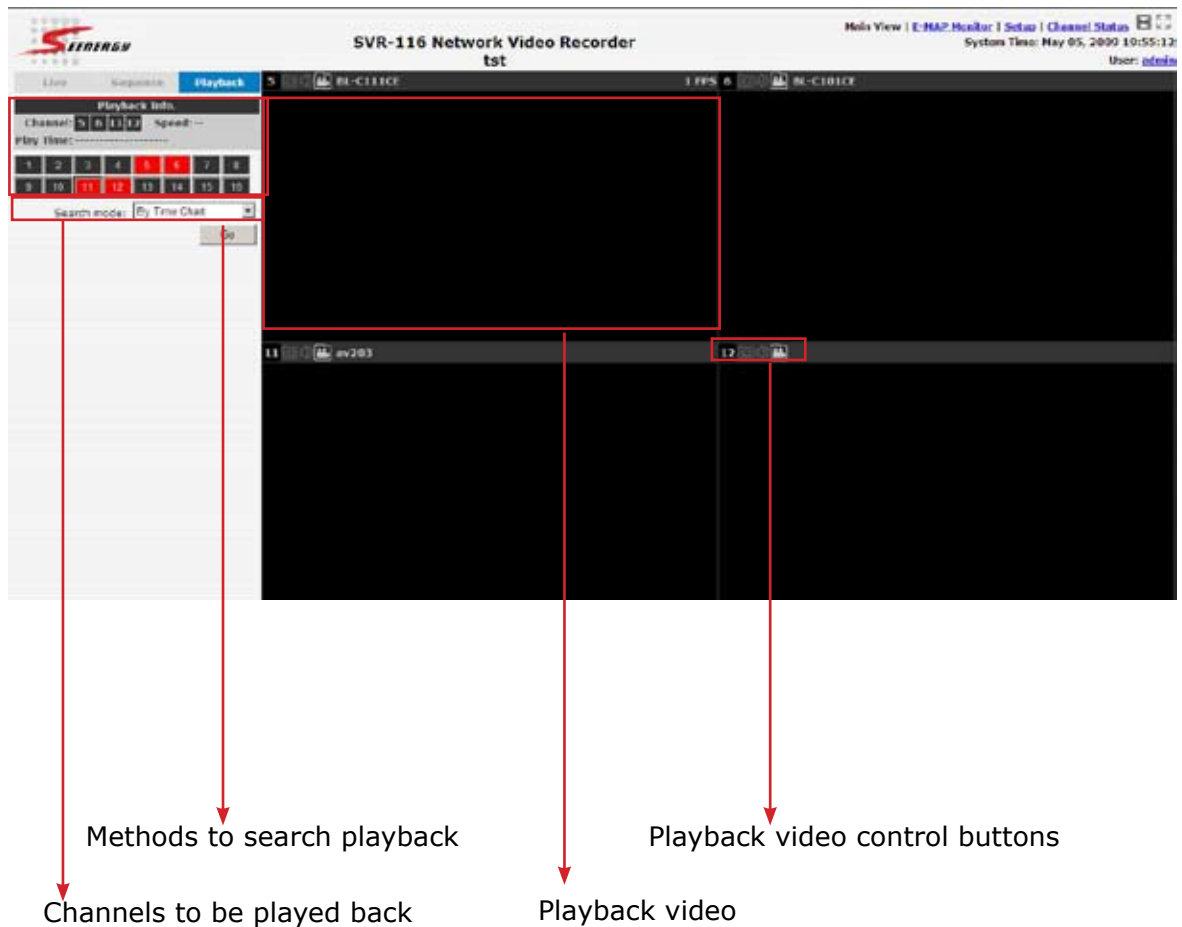 SEENERGY
SVR-116 Network Video Recorder
tst
Main View | E-MAP Monitor | Setup | Channel Status
System Time: May 05, 2009 10:55:12
User: admin
Live Sequence Playback
Playback Info.
Channel: 5 6 11 12 Speed: --
Play Time: --------------------
1 2 3 4 5 6 7 8
9 10 11 12 13 14 15 16
Search mode: By Time Chart
Go
5 BL-C111CE 1 FPS
6 BL-C101CE
11 av203
12
Methods to search playback
Playback video control buttons
Channels to be played back
Playback video